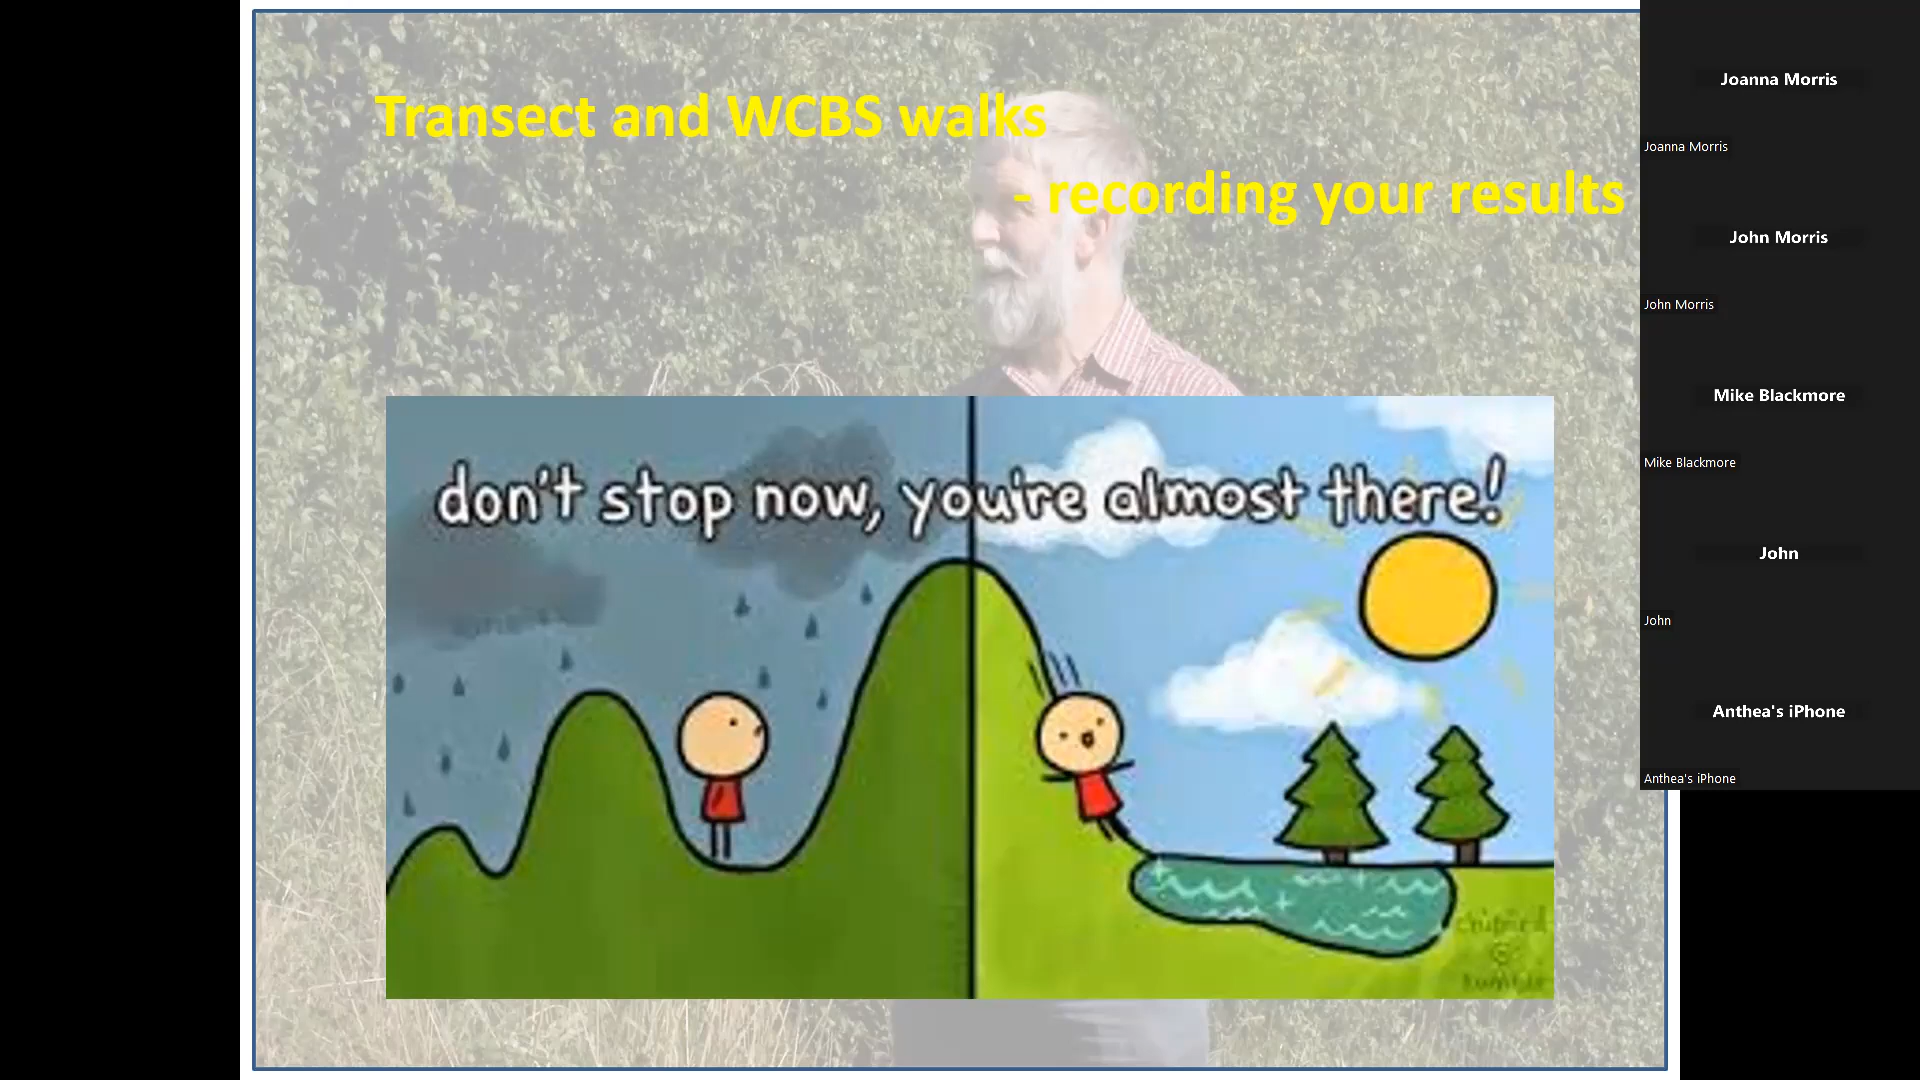 Transect and WCBS walks
- recording your results
don't stop now, you're almost there!
Joanna Morris
Joanna Morris
John Morris
John Morris
Mike Blackmore
Mike Blackmore
John
John
Anthea's iPhone
Anthea's iPhone